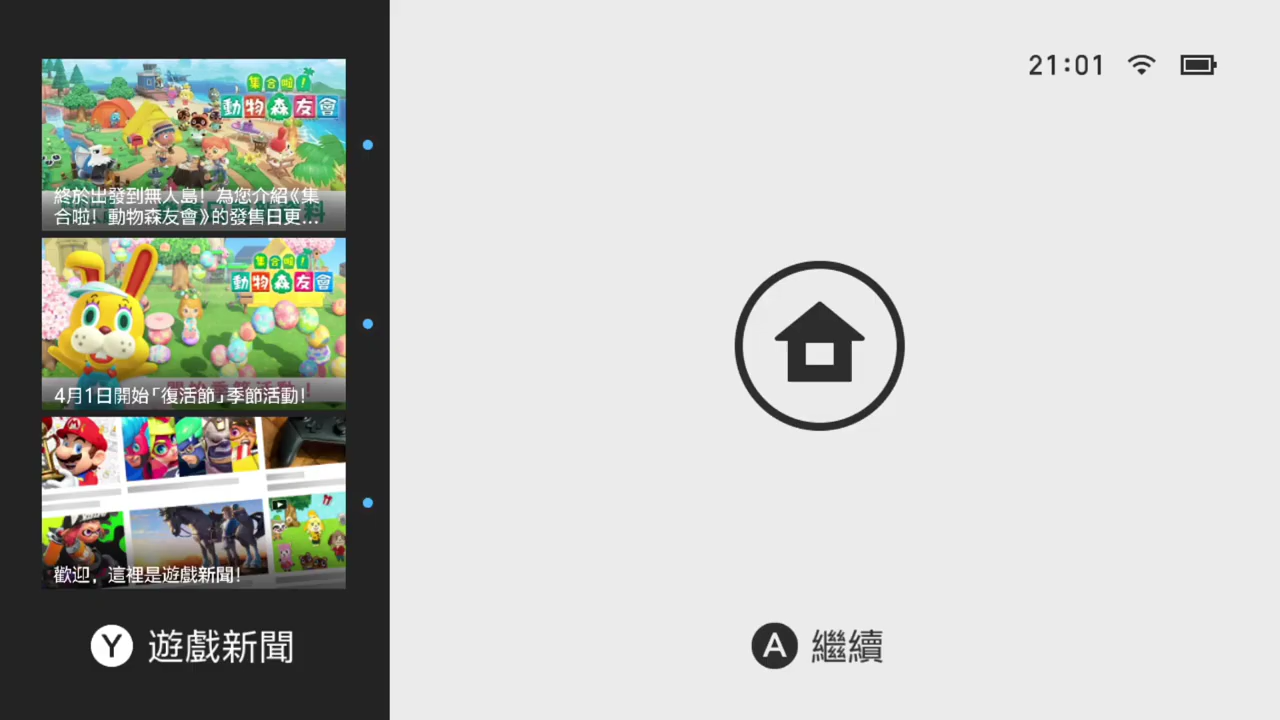 21:01
集合啦!
動物森友會
終於出發到無人島!為您介紹《集
合啦!動物森友會》的發售日更...
集合啦!
動物森友會
4月1日開始「復活節」季節活動!
歡迎,這裡是遊戲新聞!
Y 遊戲新聞
A 繼續